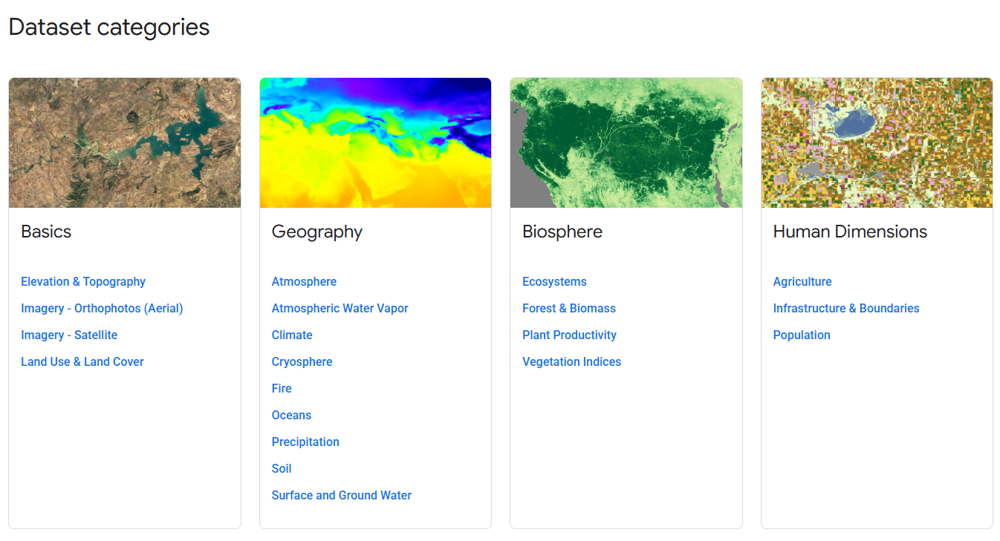 Dataset categories
Basics
Elevation & Topography
Imagery - Orthophotos (Aerial)
Imagery - Satellite
Land Use & Land Cover
Geography
Atmosphere
Atmospheric Water Vapor
Climate
Cryosphere
Fire
Oceans
Precipitation
Soil
Surface and Ground Water
Biosphere
Ecosystems
Forest & Biomass
Plant Productivity
Vegetation Indices
Human Dimensions
Agriculture
Infrastructure & Boundaries
Population